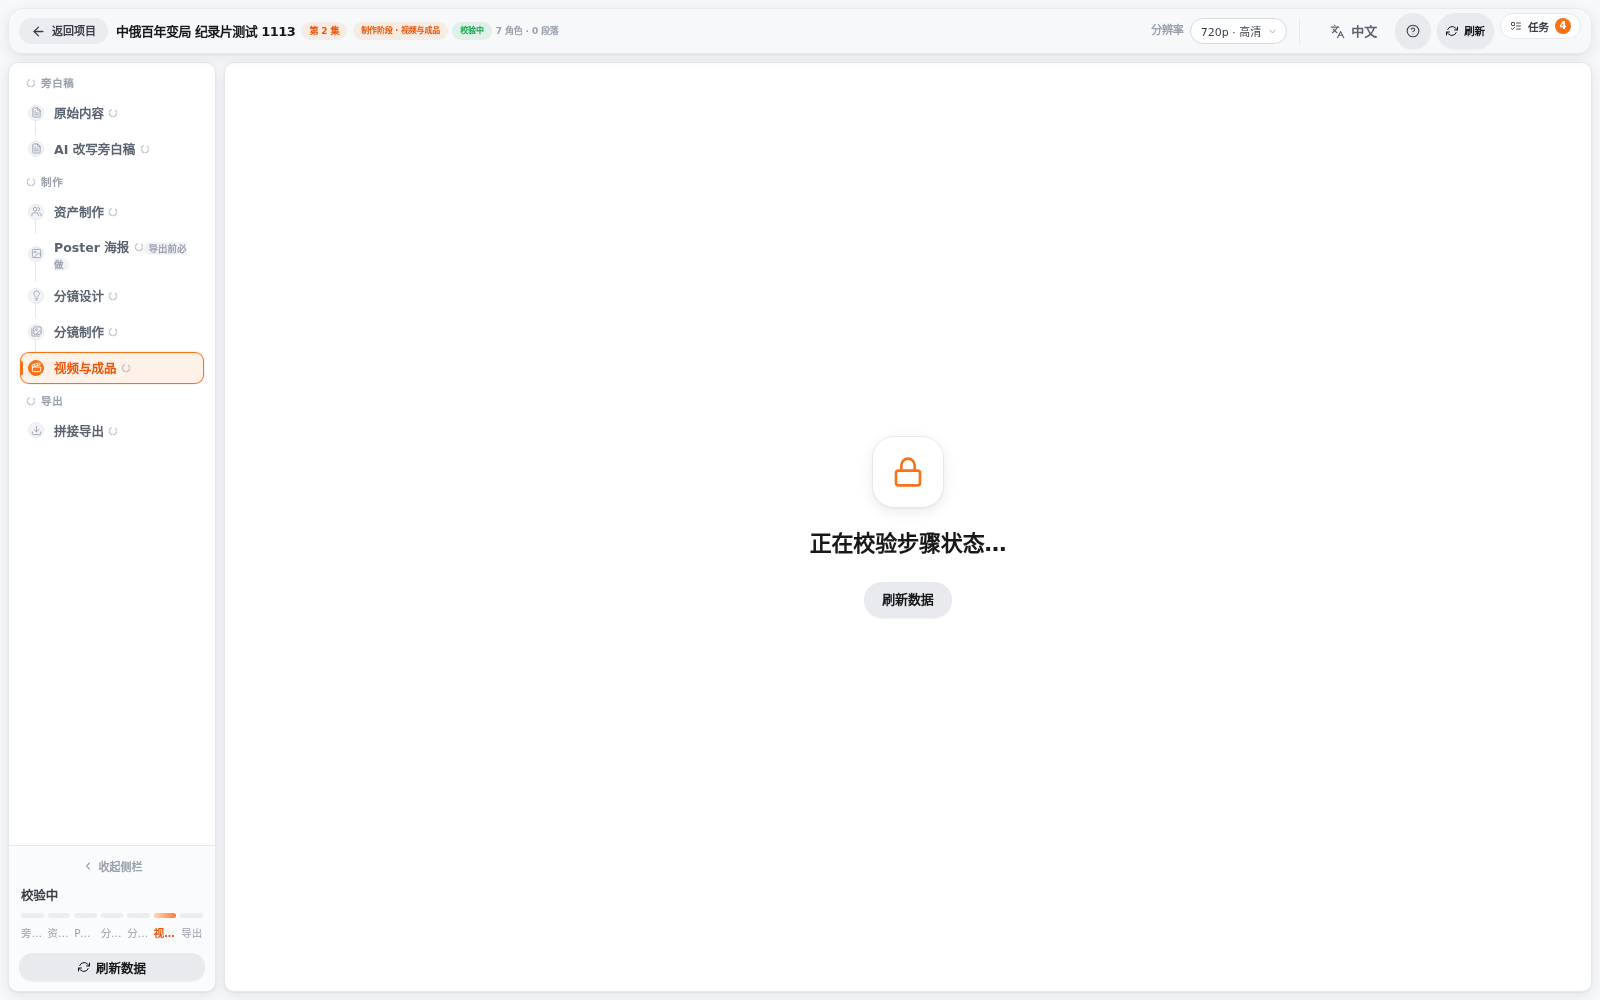 返回项目
中俄百年变局 纪录片测试 1113
第 2 集
制作阶段 · 视频与成品
校验中
7 角色 · 0 段落
分辨率
720p · 高清
中文
刷新
任务
4
旁白稿
原始内容
AI 改写旁白稿
制作
资产制作
Poster 海报 导出前必
做
分镜设计
分镜制作
视频与成品
导出
拼接导出
正在校验步骤状态...
刷新数据
收起侧栏
校验中
旁... 资... P... 分... 分... 视... 导出
刷新数据